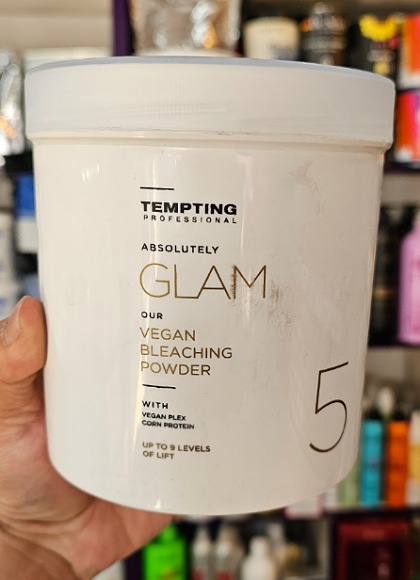 TEMPTING
PROFESSIONAL
ABSOLUTELY
GLAM
OUR
VEGAN
BLEACHING
POWDER
WITH
VEGAN PLEX
CORN PROTEIN
UP TO 9 LEVELS
OF LIFT
5